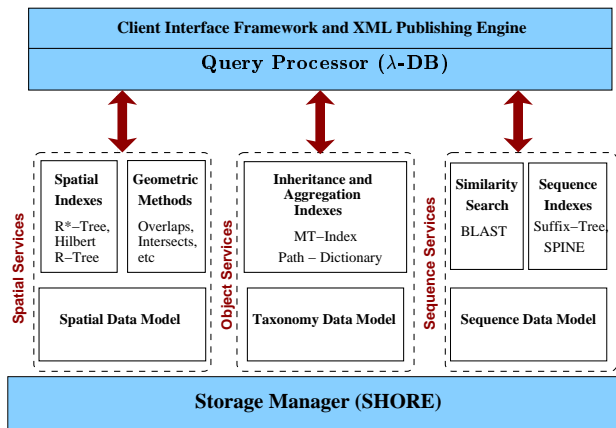 Client Interface Framework and XML Publishing Engine
Query Processor (λ-DB)
Spatial Services
Spatial
Indexes
R*-Tree,
Hilbert
R-Tree
Geometric
Methods
Overlaps,
Intersects,
etc
Spatial Data Model
Object Services
Inheritance and
Aggregation
Indexes
MT-Index
Path - Dictionary
Taxonomy Data Model
Sequence Services
Similarity
Search
BLAST
Sequence
Indexes
Suffix-Tree,
SPINE
Sequence Data Model
Storage Manager (SHORE)